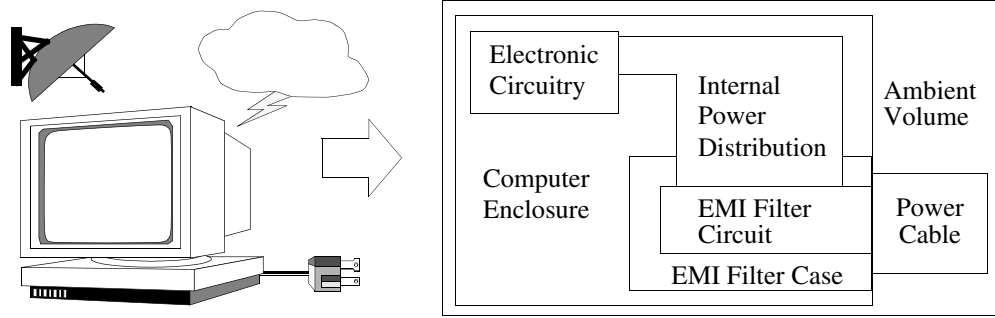 Electronic
Circuitry
Internal
Power
Distribution
Ambient
Volume
Computer
Enclosure
EMI Filter
Circuit
Power
Cable
EMI Filter Case